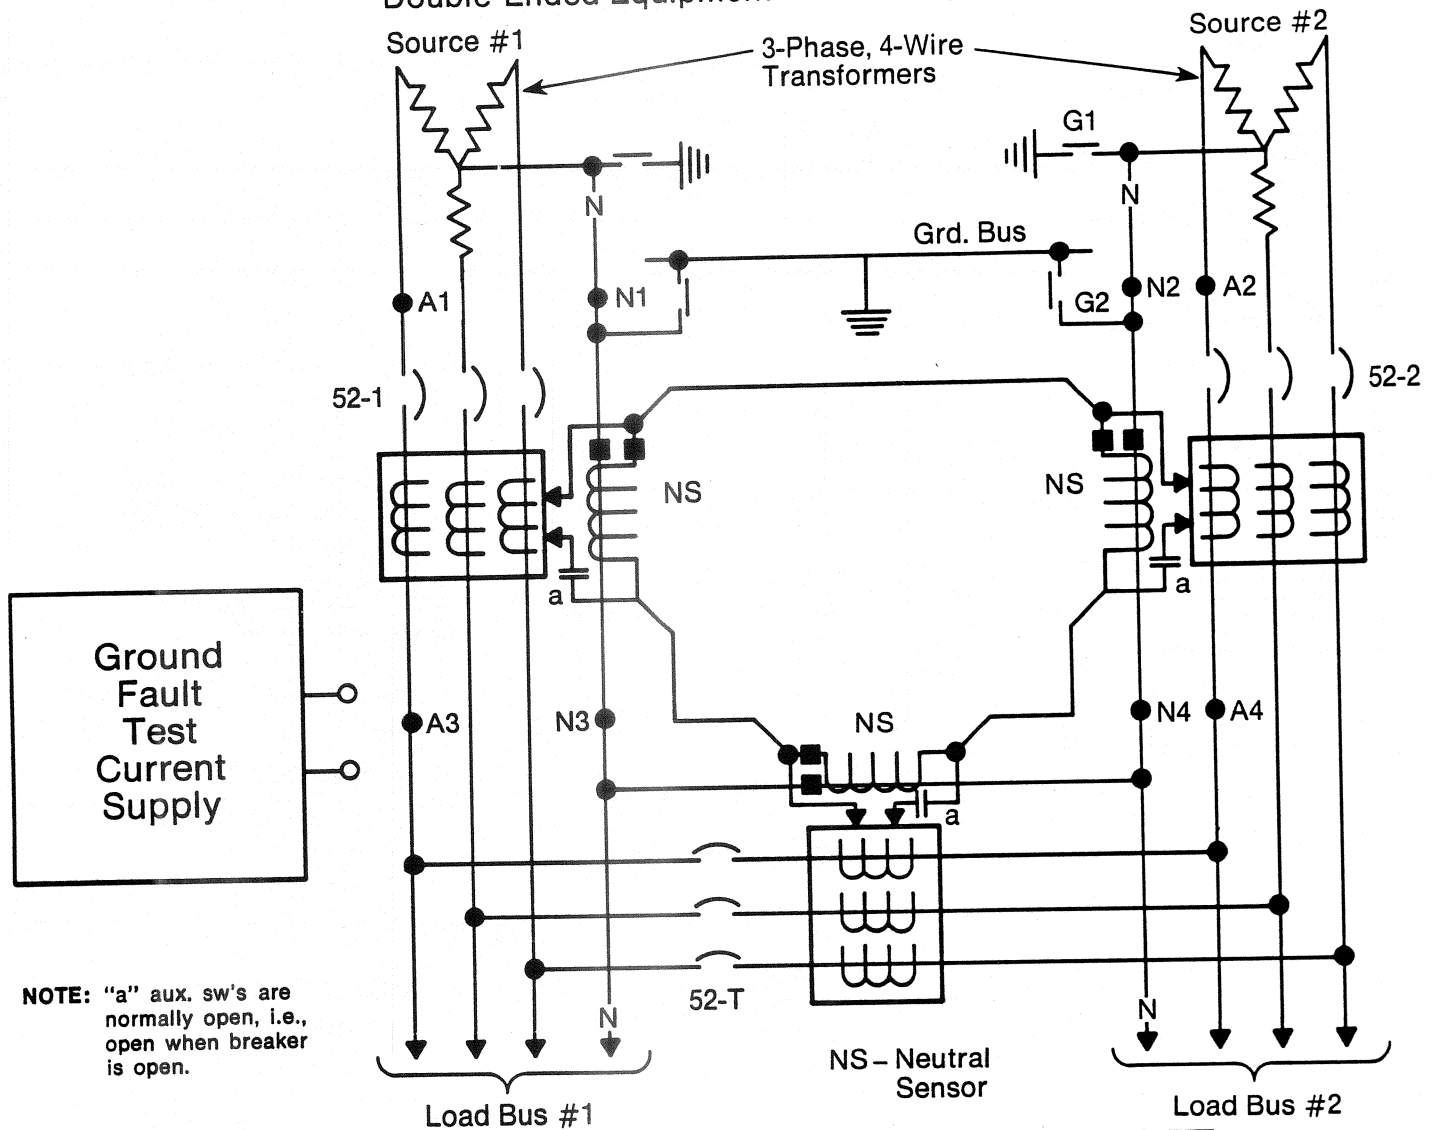 Double Ended Equipment
Source #1
3-Phase, 4-Wire
Transformers
Source #2
G1
N
N
Grd. Bus
A1
N1
G2
N2
A2
52-1
52-2
NS
NS
a
a
Ground
Fault
Test
Current
Supply
A3
N3
NS
N4
A4
a
52-T
NOTE: "a" aux. sw's are
normally open, i.e.,
open when breaker
is open.
N
N
NS – Neutral
Sensor
Load Bus #1
Load Bus #2